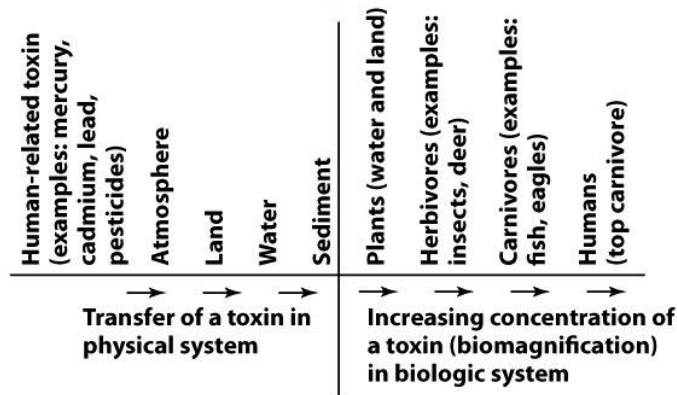 Human-related toxin
(examples: mercury,
cadmium, lead,
pesticides)
Atmosphere
Land
Water
Sediment
Plants (water and land)
Herbivores (examples:
insects, deer)
Carnivores (examples:
fish, eagles)
Humans
(top carnivore)
Transfer of a toxin in
physical system
Increasing concentration of
a toxin (biomagnification)
in biologic system